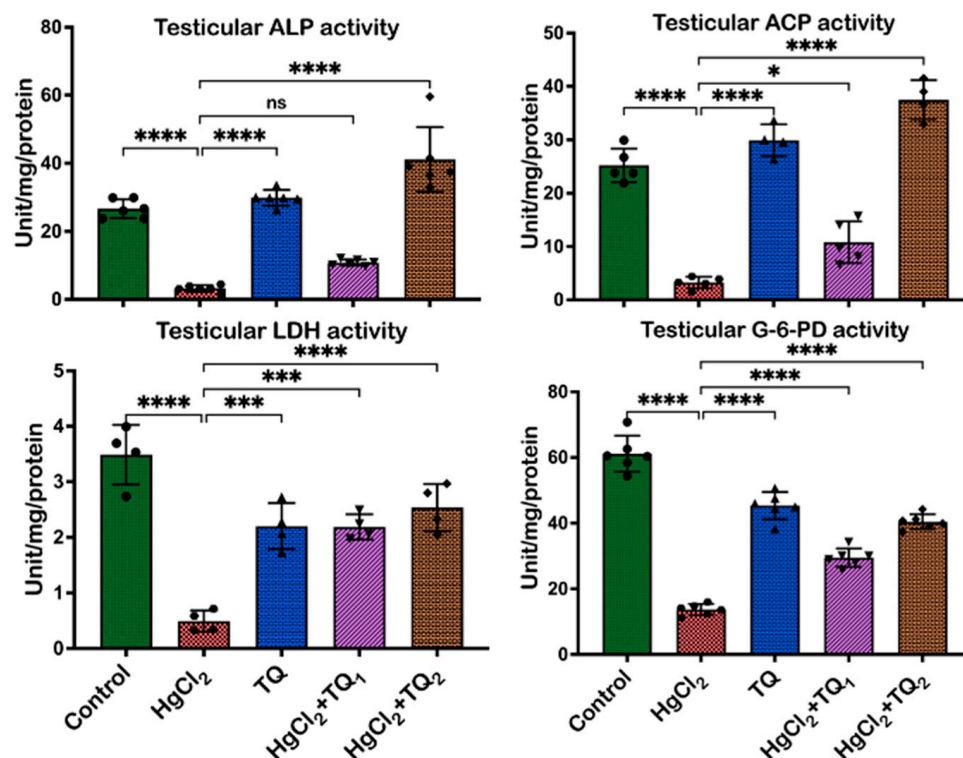 Testicular ALP activity
Unit/mg/protein
80
60
40
20
0
****
ns
**** ****
Testicular ACP activity
Unit/mg/protein
50
40
30
20
10
0
****
*
**** ****
Testicular LDH activity
Unit/mg/protein
5
4
3
2
1
0
****
***
**** ***
Control
HgCl₂
TQ
HgCl₂+TQ₁
HgCl₂+TQ₂
Testicular G-6-PD activity
Unit/mg/protein
80
60
40
20
0
****
****
**** ****
Control
HgCl₂
TQ
HgCl₂+TQ₁
HgCl₂+TQ₂